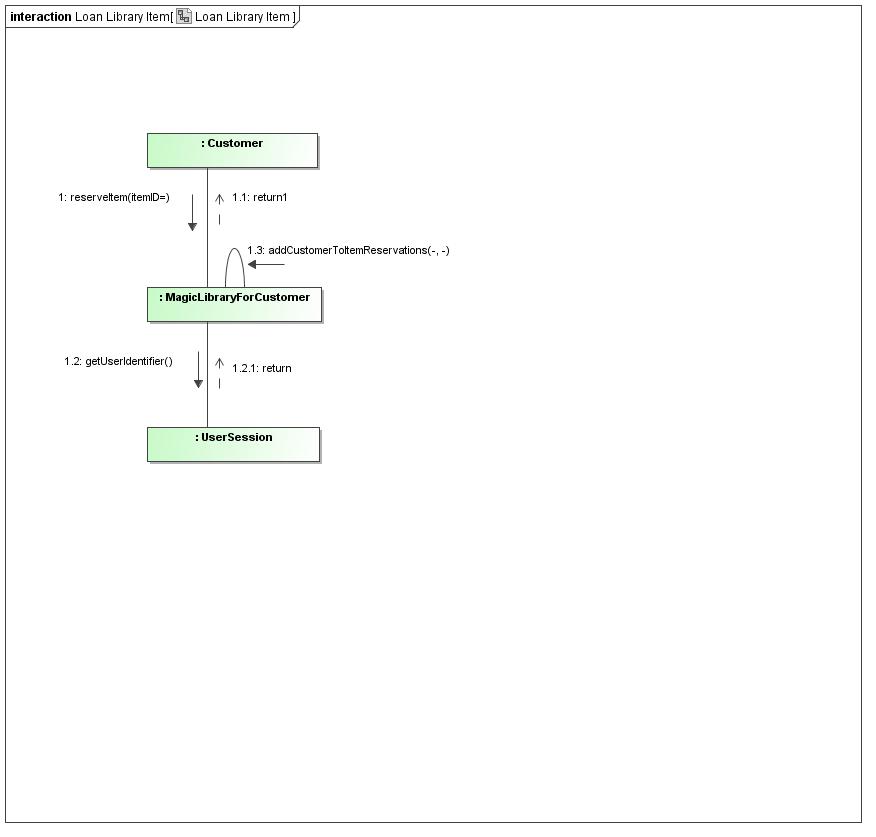 interaction Loan Library Item[ Loan Library Item ]
: Customer
1: reserveItem(itemID=)
1.1: return1
1.3: addCustomerToItemReservations(-, -)
: MagicLibraryForCustomer
1.2: getUserIdentifier()
1.2.1: return
: UserSession